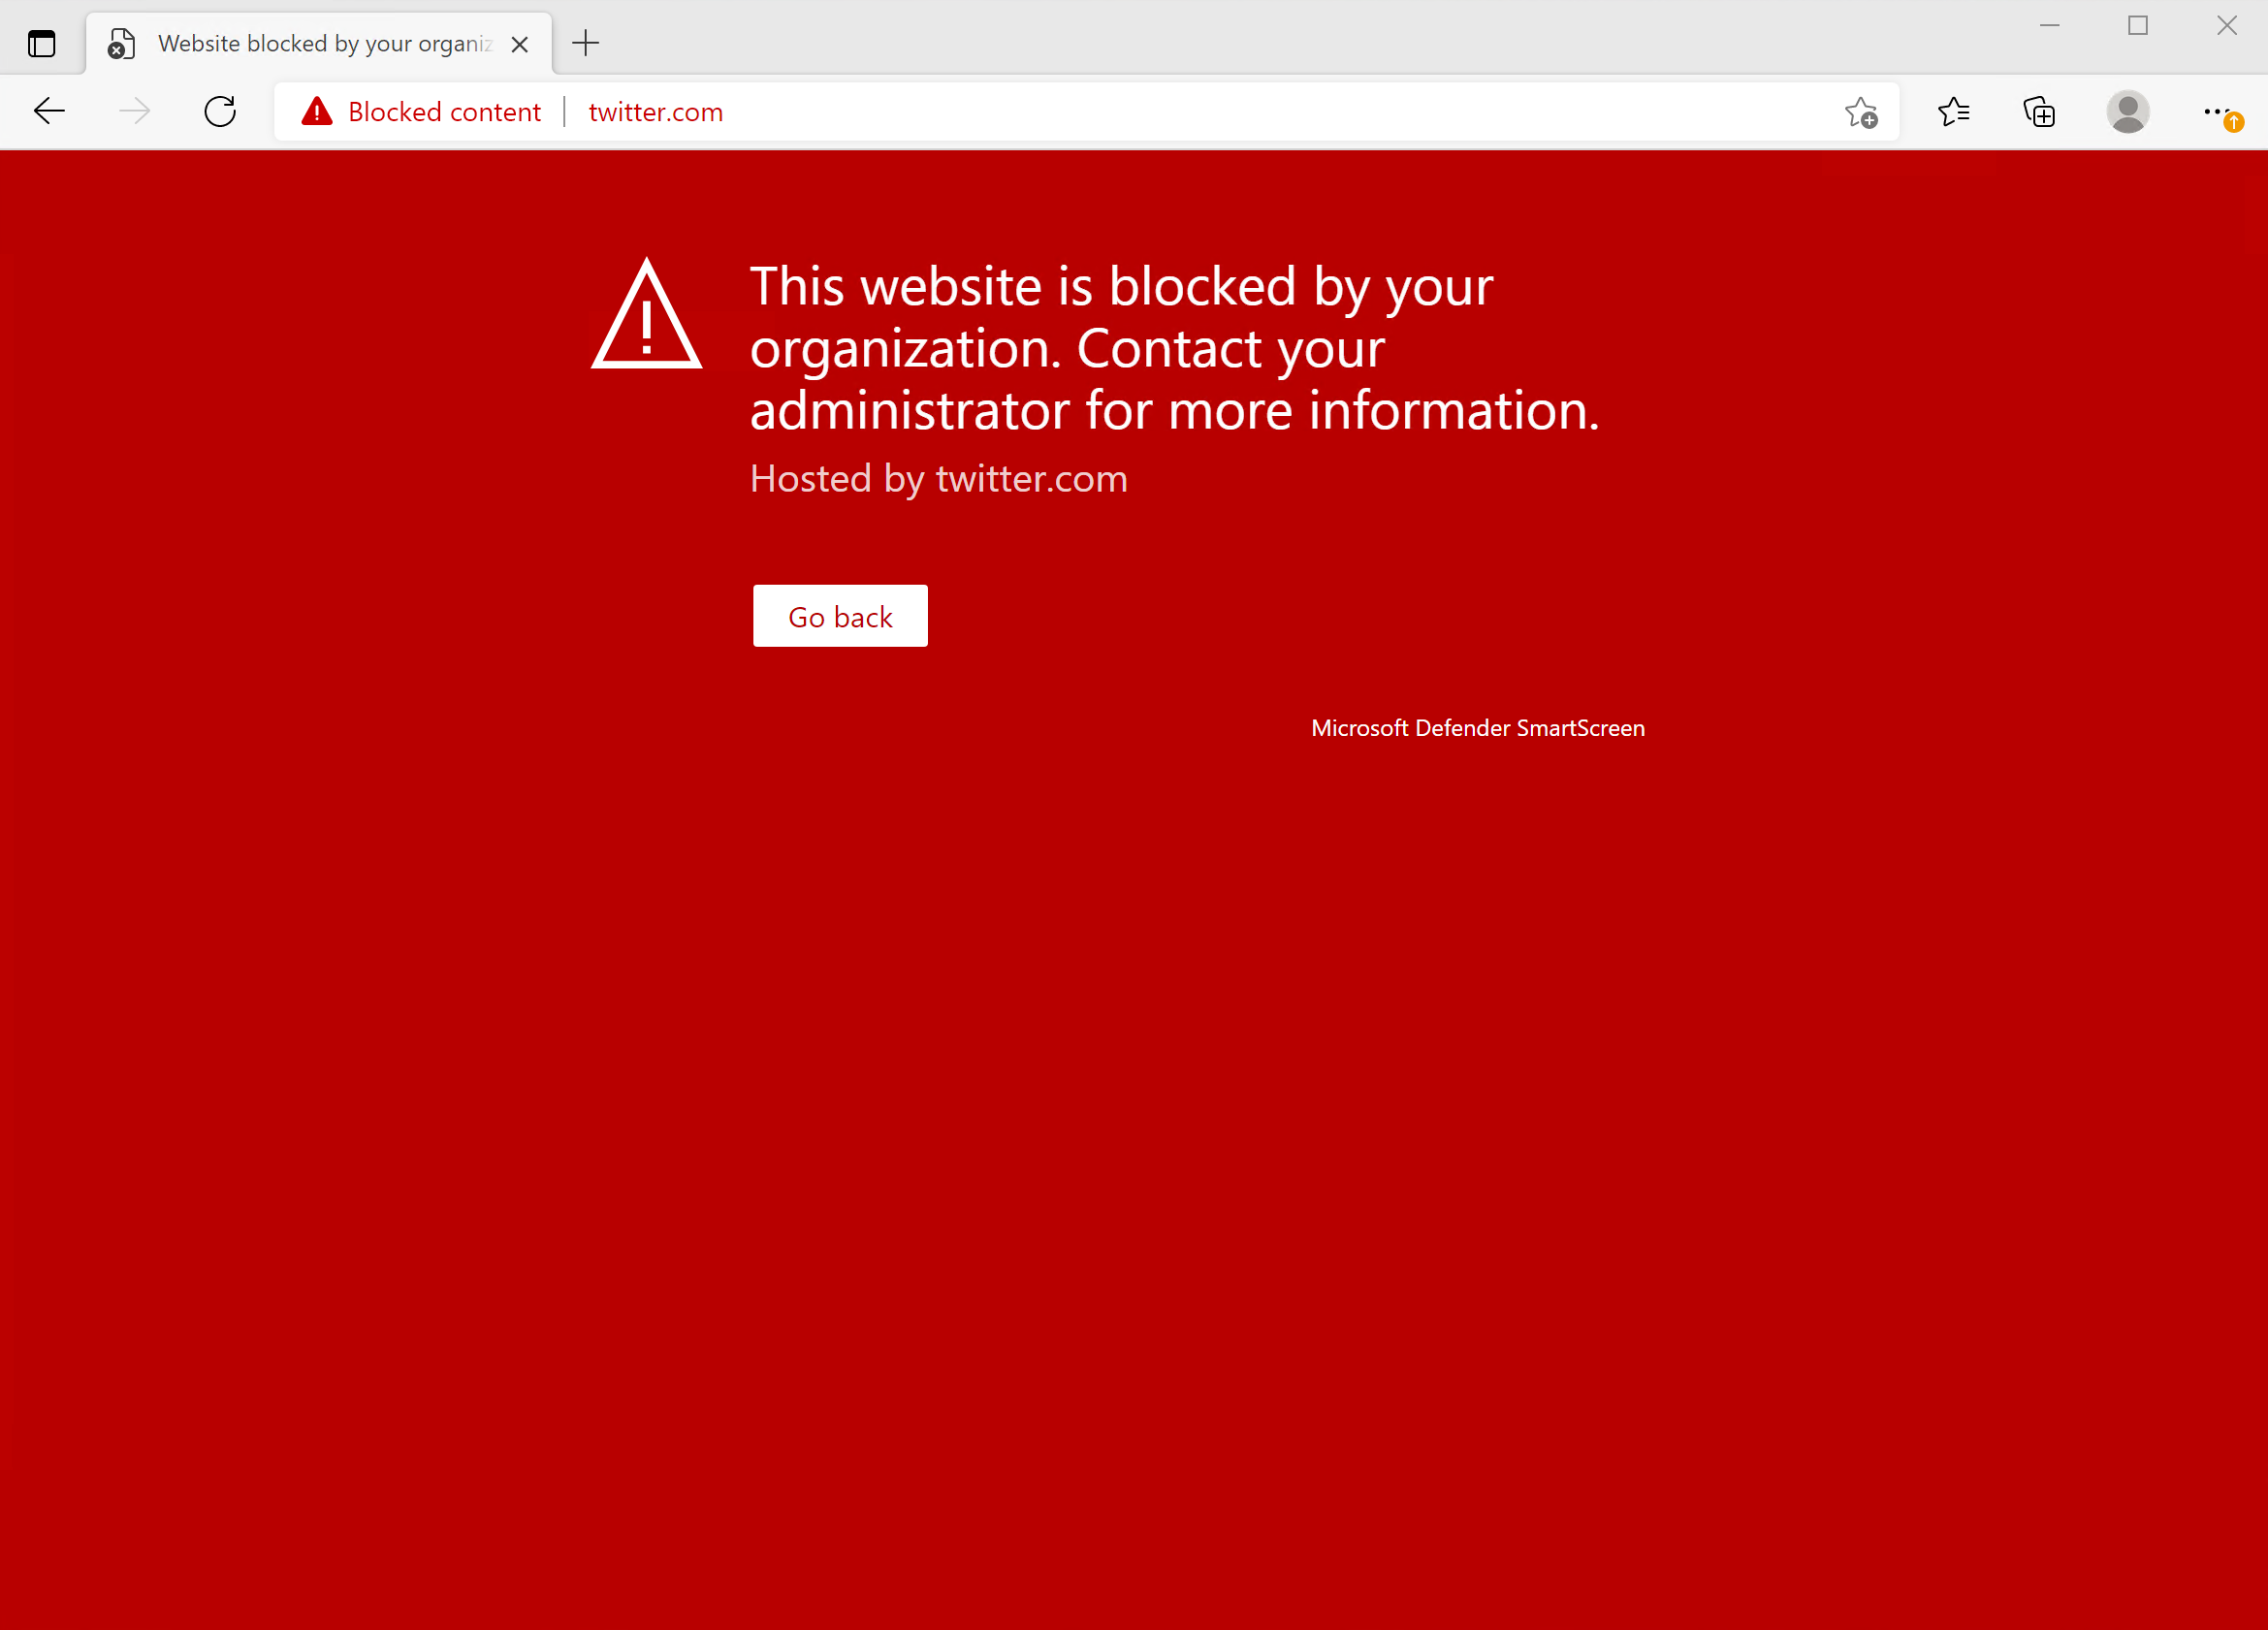 Website blocked by your organiz
Blocked content | twitter.com
This website is blocked by your
organization. Contact your
administrator for more information.
Hosted by twitter.com
Go back
Microsoft Defender SmartScreen